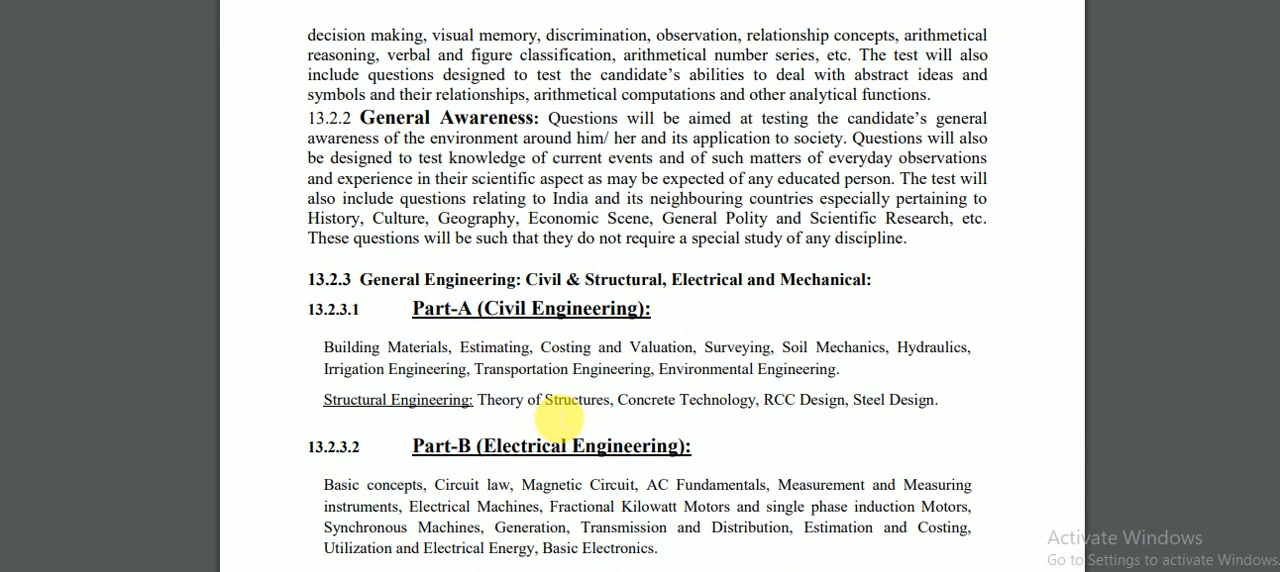 decision making, visual memory, discrimination, observation, relationship concepts, arithmetical
reasoning, verbal and figure classification, arithmetical number series, etc. The test will also
include questions designed to test the candidate’s abilities to deal with abstract ideas and
symbols and their relationships, arithmetical computations and other analytical functions.
13.2.2 General Awareness: Questions will be aimed at testing the candidate’s general
awareness of the environment around him/ her and its application to society. Questions will also
be designed to test knowledge of current events and of such matters of everyday observations
and experience in their scientific aspect as may be expected of any educated person. The test will
also include questions relating to India and its neighbouring countries especially pertaining to
History, Culture, Geography, Economic Scene, General Polity and Scientific Research, etc.
These questions will be such that they do not require a special study of any discipline.
13.2.3 General Engineering: Civil & Structural, Electrical and Mechanical:
13.2.3.1 Part-A (Civil Engineering):
Building Materials, Estimating, Costing and Valuation, Surveying, Soil Mechanics, Hydraulics,
Irrigation Engineering, Transportation Engineering, Environmental Engineering.
Structural Engineering: Theory of Structures, Concrete Technology, RCC Design, Steel Design.
13.2.3.2 Part-B (Electrical Engineering):
Basic concepts, Circuit law, Magnetic Circuit, AC Fundamentals, Measurement and Measuring
instruments, Electrical Machines, Fractional Kilowatt Motors and single phase induction Motors,
Synchronous Machines, Generation, Transmission and Distribution, Estimation and Costing,
Utilization and Electrical Energy, Basic Electronics.
Activate Windows
Go to Settings to activate Windows.